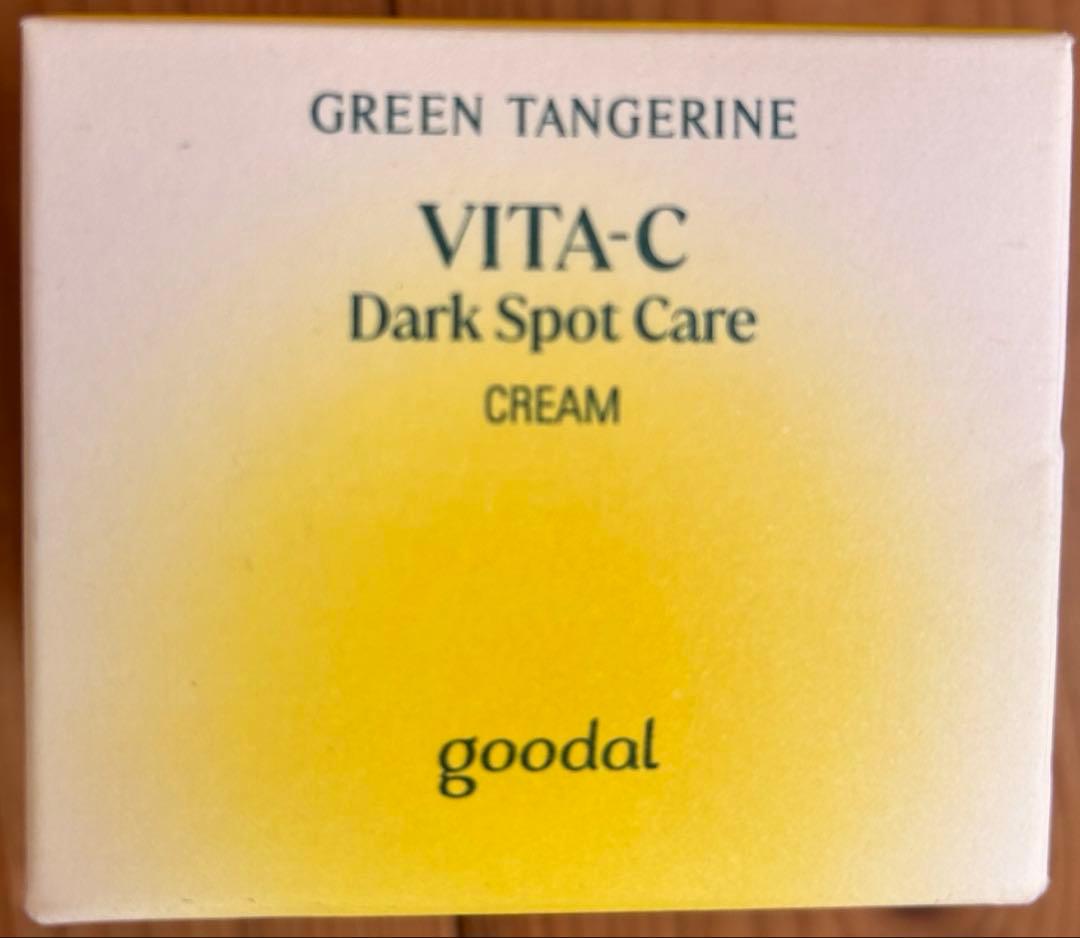 GREEN TANGERINE
VITA-C
Dark Spot Care
CREAM
goodal